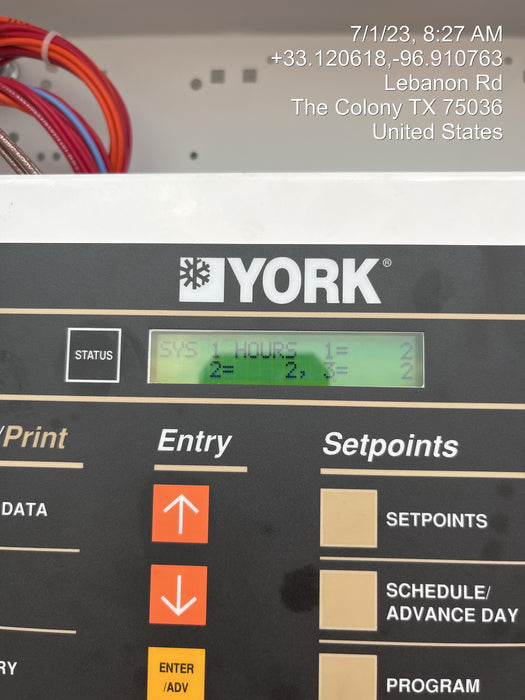 7/1/23, 8:27 AM
+33.120618,-96.910763
Lebanon Rd
The Colony TX 75036
United States
YORK®
STATUS
SYS 1 HOURS 1= 2
2= 2, 3= 2
/Print
Entry
Setpoints
DATA
SETPOINTS
SCHEDULE/
ADVANCE DAY
RY
ENTER
/ADV
PROGRAM